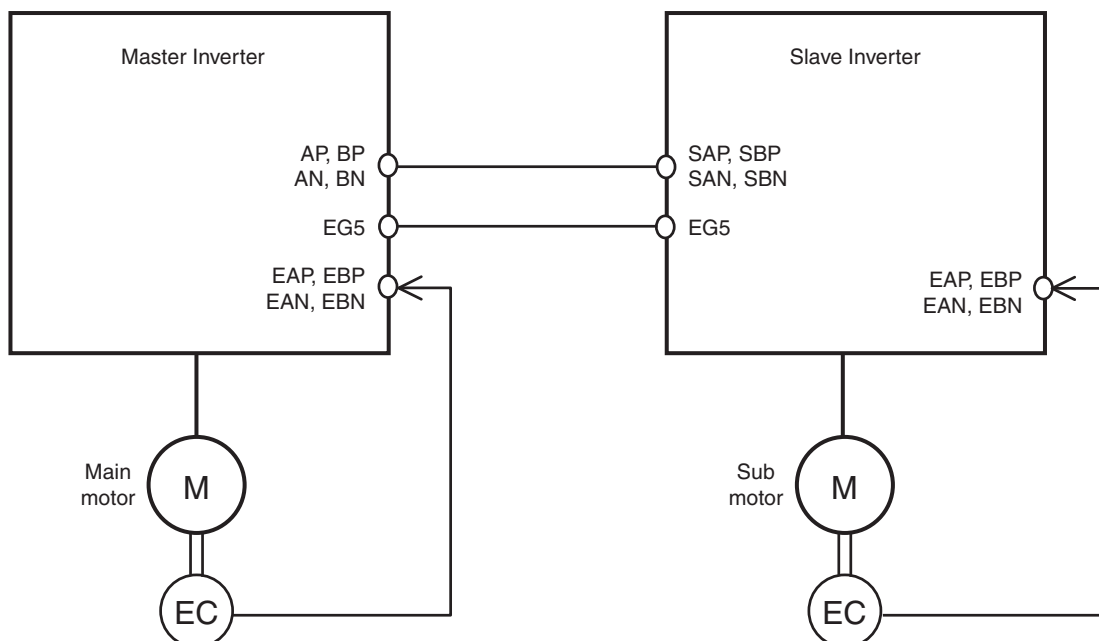 Master Inverter
AP, BP
AN, BN
EG5
EAP, EBP
EAN, EBN
Main
motor
M
EC
Slave Inverter
SAP, SBP
SAN, SBN
EG5
EAP, EBP
EAN, EBN
Sub
motor
M
EC